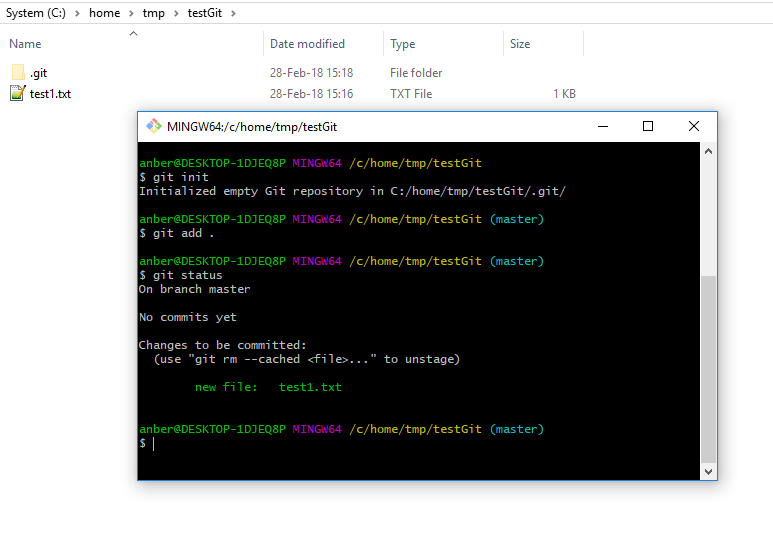 System (C:) > home > tmp > testGit >
Name Date modified Type Size
.git 28-Feb-18 15:18 File folder
test1.txt 28-Feb-18 15:16 TXT File 1 KB
MINGW64:/c/home/tmp/testGit
anber@DESKTOP-1DJEQ8P MINGW64 /c/home/tmp/testGit
$ git init
Initialized empty Git repository in C:/home/tmp/testGit/.git/
anber@DESKTOP-1DJEQ8P MINGW64 /c/home/tmp/testGit (master)
$ git add .
anber@DESKTOP-1DJEQ8P MINGW64 /c/home/tmp/testGit (master)
$ git status
On branch master
No commits yet
Changes to be committed:
(use "git rm --cached <file>..." to unstage)
new file: test1.txt
anber@DESKTOP-1DJEQ8P MINGW64 /c/home/tmp/testGit (master)
$